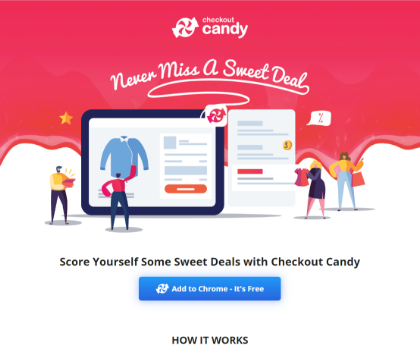 checkout
candy
Never Miss A Sweet Deal
%
$
Score Yourself Some Sweet Deals with Checkout Candy
Add to Chrome - It's Free
HOW IT WORKS